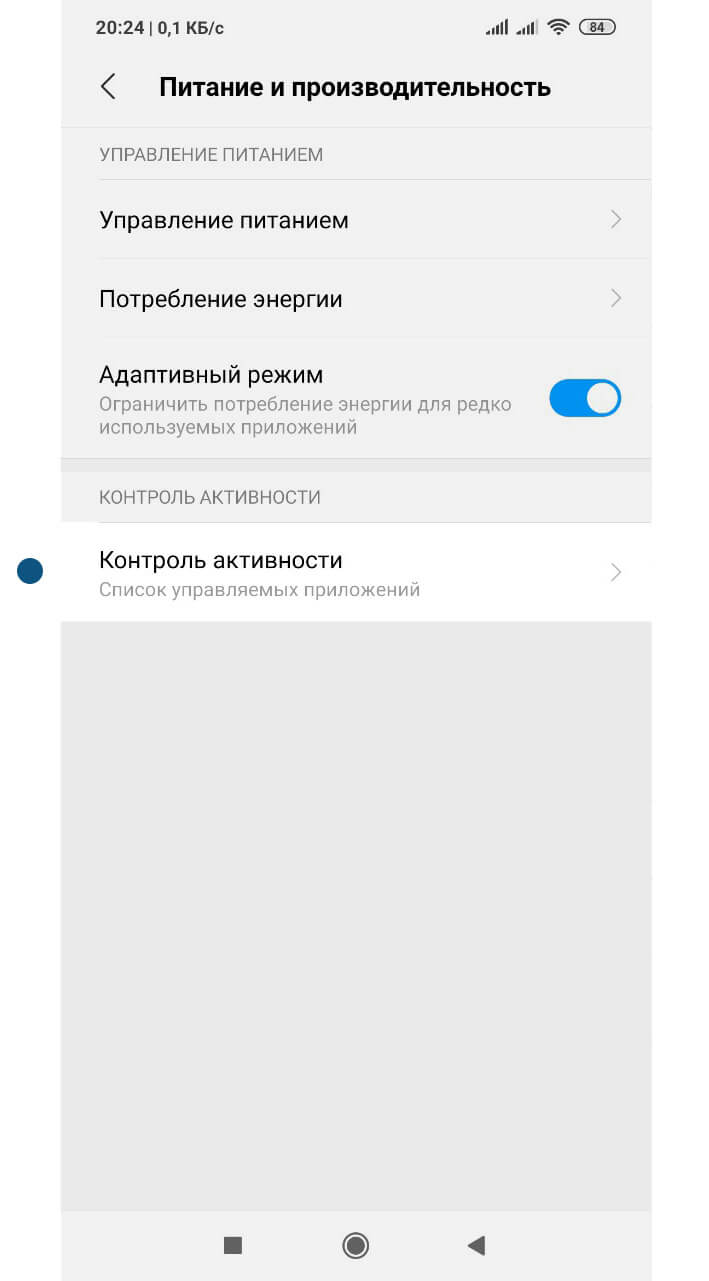 20:24 | 0,1 КБ/с 84
Питание и производительность
УПРАВЛЕНИЕ ПИТАНИЕМ
Управление питанием
Потребление энергии
Адаптивный режим
Ограничить потребление энергии для редко
используемых приложений
КОНТРОЛЬ АКТИВНОСТИ
Контроль активности
Список управляемых приложений